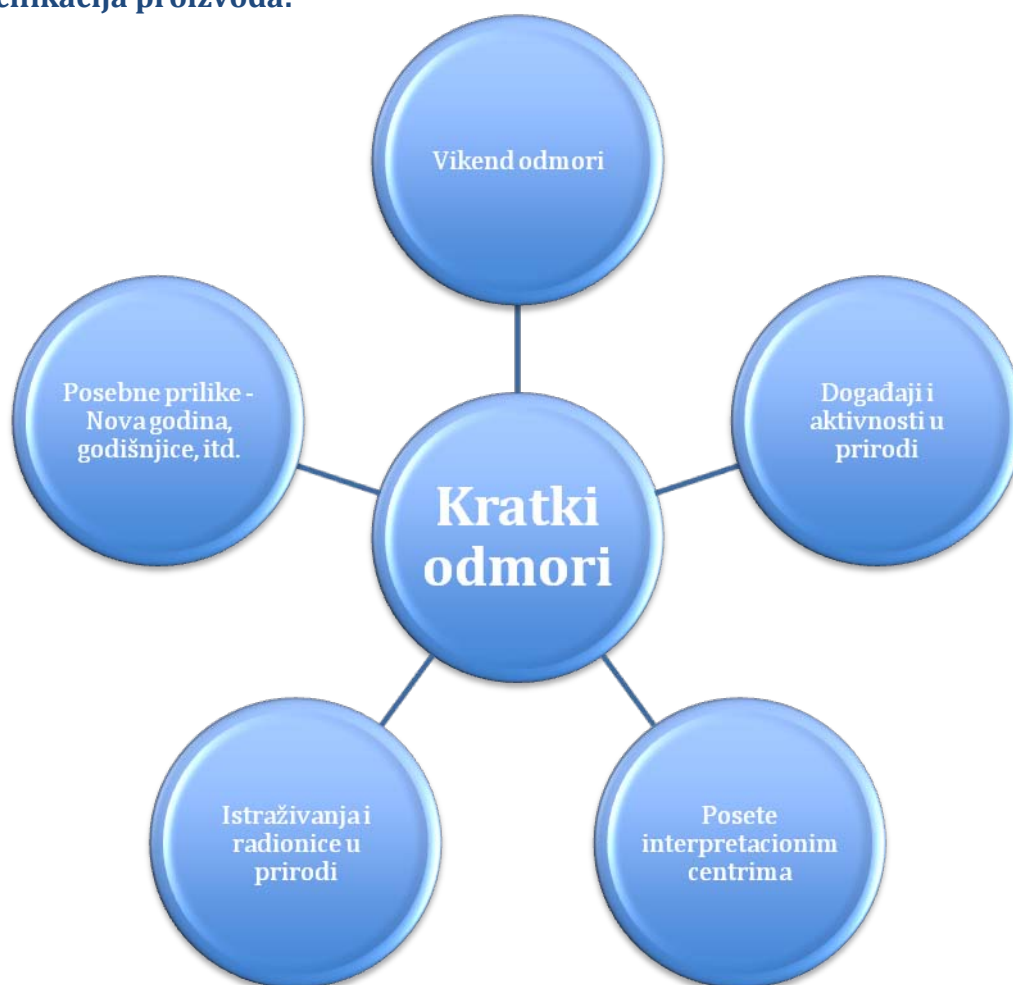 proizvoda:
Vikend odmori
Posebne prilike -
Nova godina,
godišnjice, itd.
Događaji i
aktivnosti u
prirodi
Kratki
odmori
Istraživanja i
radionice u
prirodi
Posete
interpretacionim
centrima